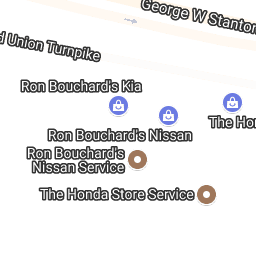 George W Stanton
d Union Turnpike
Ron Bouchard's Kia
The Hon
Ron Bouchard's Nissan
Ron Bouchard's
Nissan Service
The Honda Store Service